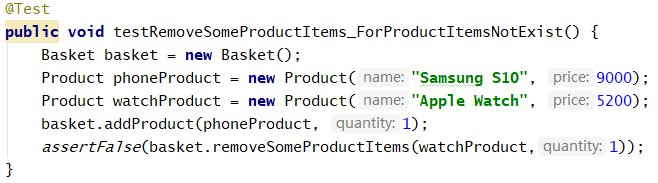 @Test
public void testRemoveSomeProductItems_ForProductItemsNotExist() {
Basket basket = new Basket();
Product phoneProduct = new Product( name: "Samsung S10", price: 9000);
Product watchProduct = new Product( name: "Apple Watch", price: 5200);
basket.addProduct(phoneProduct, quantity: 1);
assertFalse(basket.removeSomeProductItems(watchProduct, quantity: 1));
}